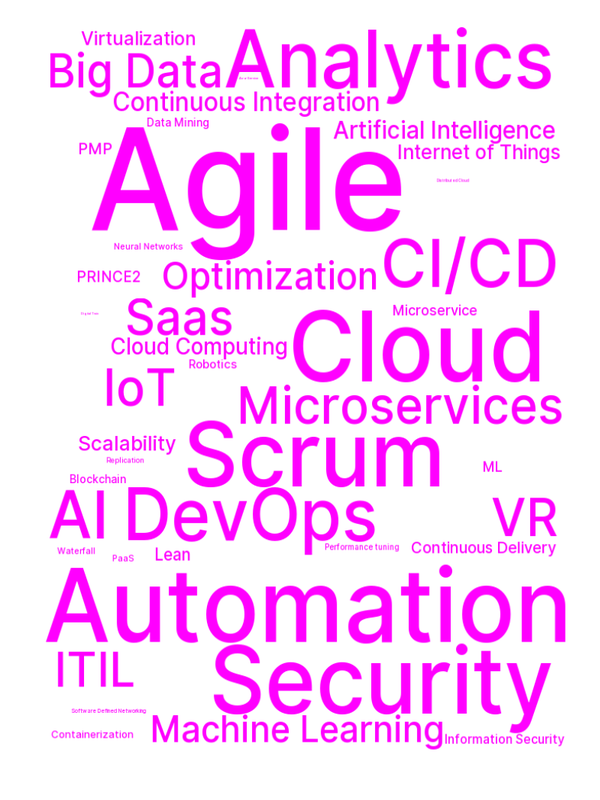 Virtualization
Analytics
Big Data
Continuous Integration
Data Mining
Artificial Intelligence
PMP
Agile
Internet of Things
Distributed Cloud
Neural Networks
CI/CD
PRINCE2
Optimization
Saas
Microservice
Cloud
Cloud Computing
Robotics
IoT
Microservices
Scalability
Scrum
Replication
ML
Blockchain
AI
DevOps
VR
Waterfall
PaaS
Lean
Performance tuning
Continuous Delivery
Automation
ITIL
Security
Software Defined Networking
Machine Learning
Containerization
Information Security